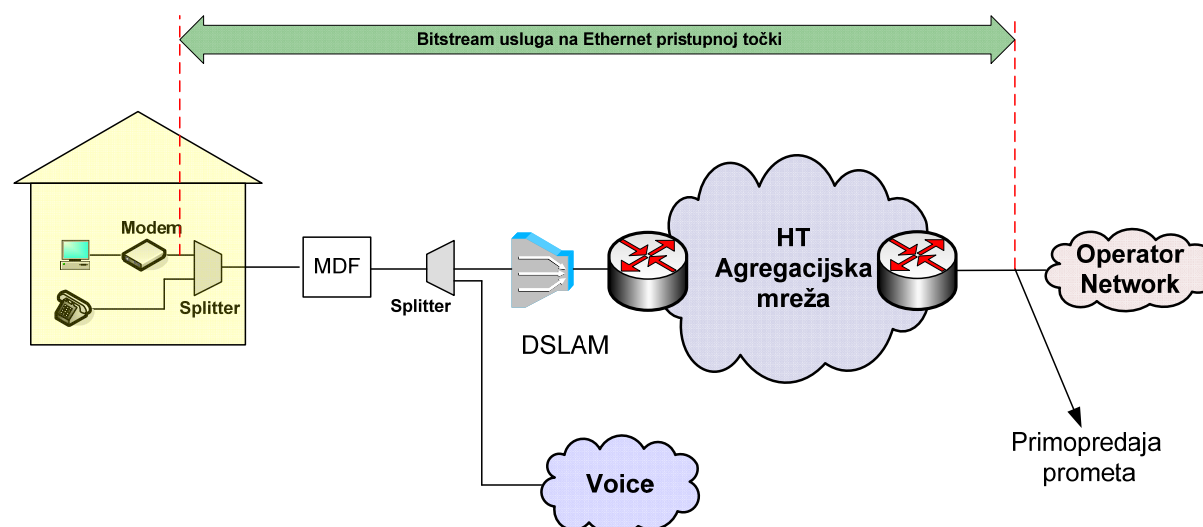 Bitstream usluga na Ethernet pristupnoj točki
Modem
Splitter
MDF
Splitter
DSLAM
HT
Agregacijska
mreža
Operator
Network
Voice
Primopredaja
prometa